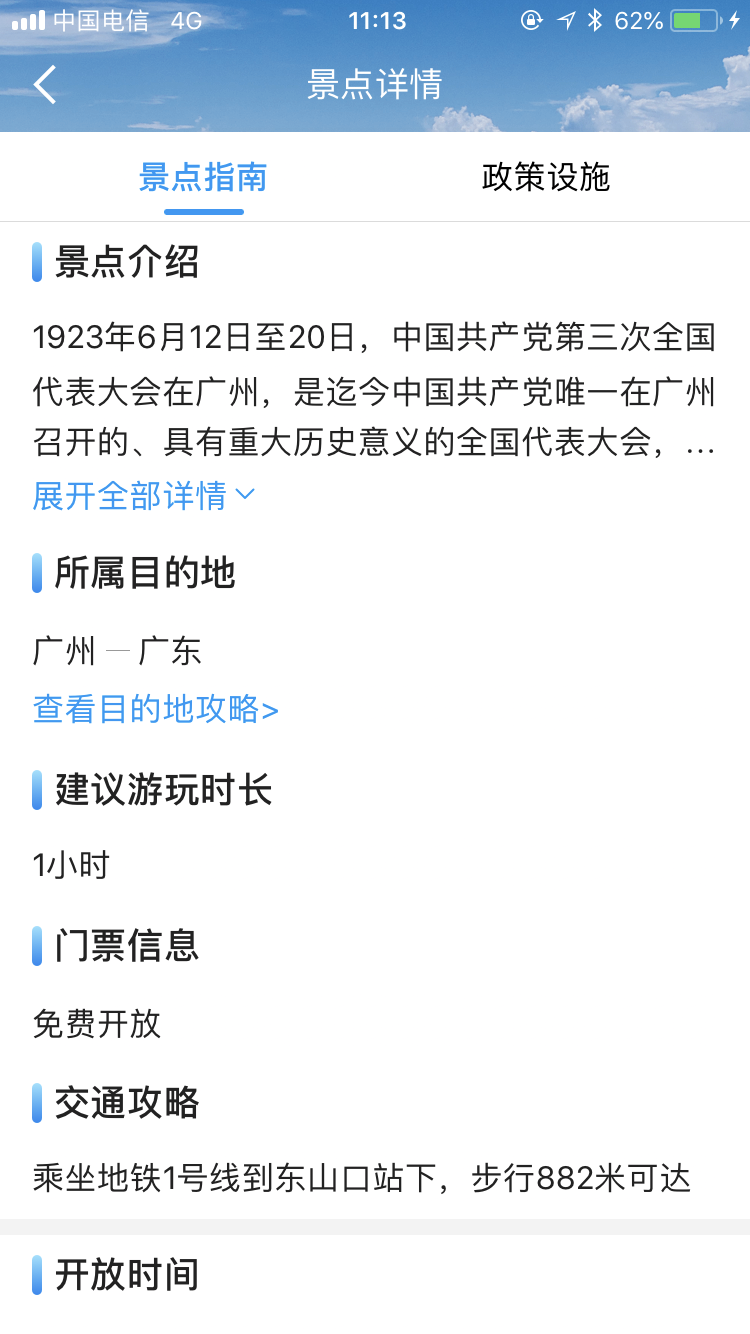 中国电信 4G 11:13 62%
景点详情
景点指南 政策设施
景点介绍
1923年6月12日至20日，中国共产党第三次全国
代表大会在广州，是迄今中国共产党唯一在广州
召开的、具有重大历史意义的全国代表大会，...
展开全部详情
所属目的地
广州 — 广东
查看目的地攻略>
建议游玩时长
1小时
门票信息
免费开放
交通攻略
乘坐地铁1号线到东山口站下，步行882米可达
开放时间